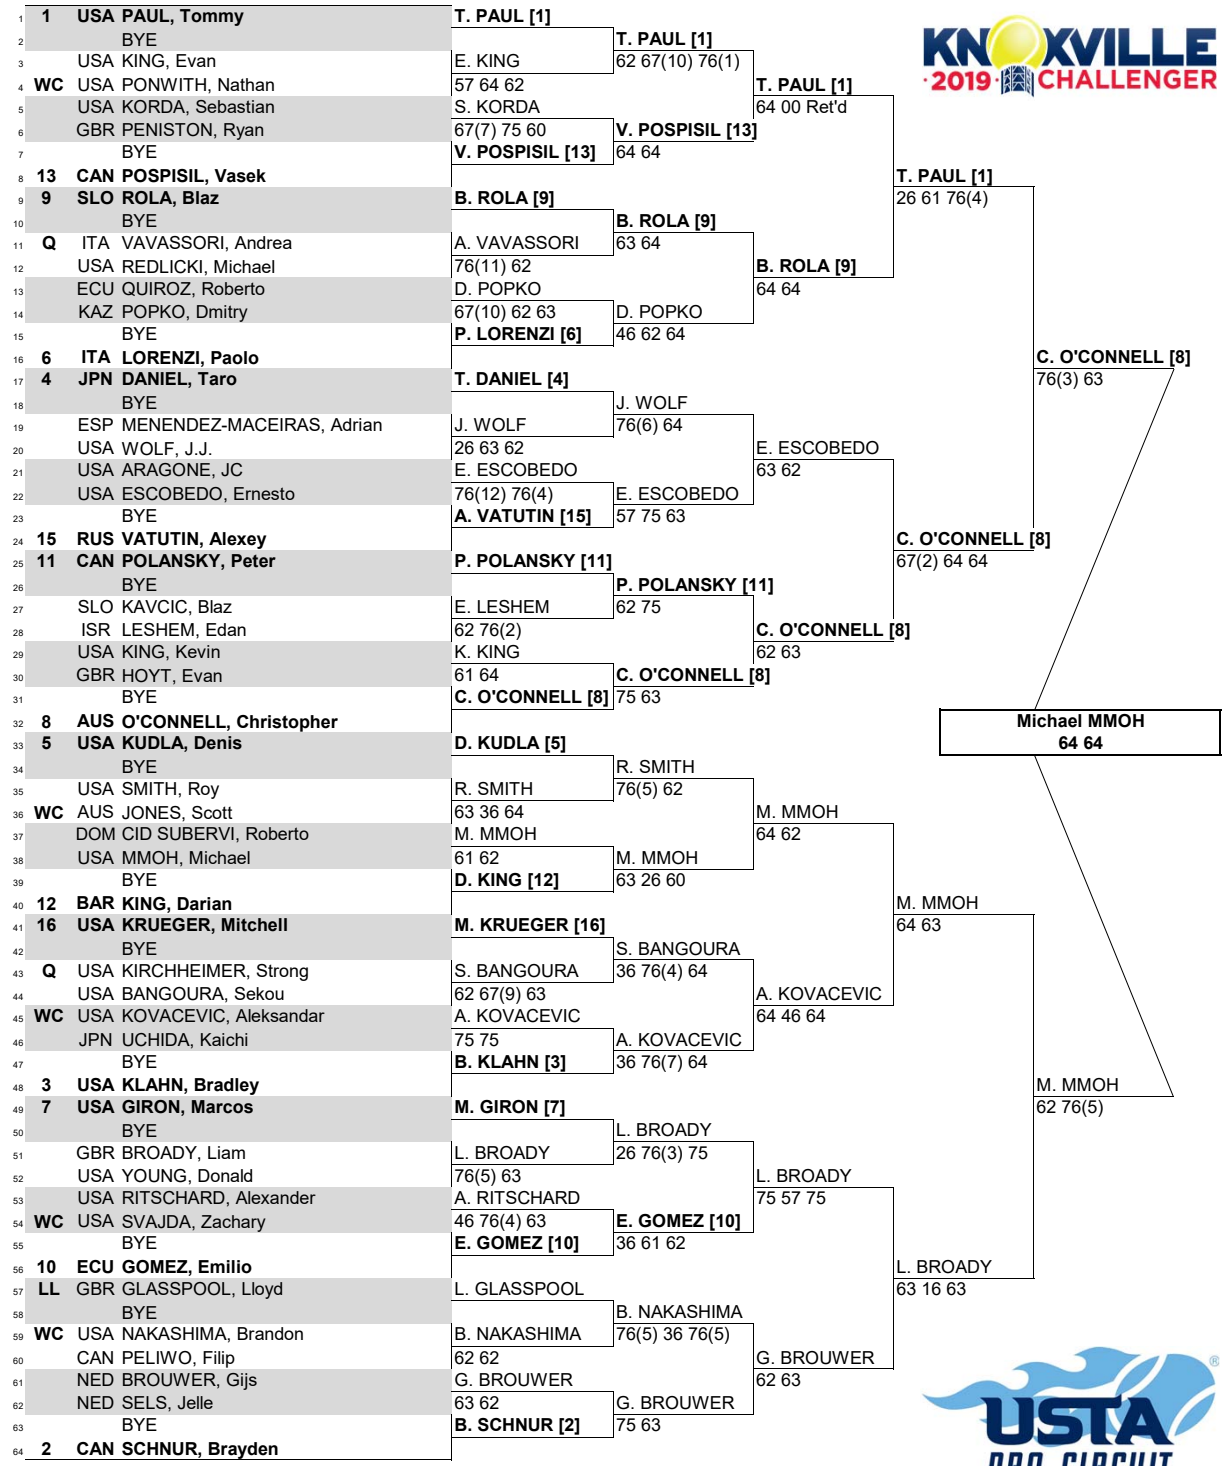 1 1 USA PAUL, Tommy T. PAUL [1]
2 BYE T. PAUL [1]
3 USA KING, Evan E. KING 62 67(10) 76(1)
4 WC USA PONWITH, Nathan 57 64 62 T. PAUL [1]
5 USA KORDA, Sebastian S. KORDA 64 00 Ret'd
6 GBR PENISTON, Ryan 67(7) 75 60 V. POSPISIL [13]
7 BYE V. POSPISIL [13] 64 64
8 13 CAN POSPISIL, Vasek T. PAUL [1]
9 9 SLO ROLA, Blaz B. ROLA [9] 26 61 76(4)
10 BYE B. ROLA [9]
11 Q ITA VAVASSORI, Andrea A. VAVASSORI 63 64
12 USA REDLICKI, Michael 76(11) 62 B. ROLA [9]
13 ECU QUIROZ, Roberto D. POPKO 64 64
14 KAZ POPKO, Dmitry 67(10) 62 63 D. POPKO
15 BYE P. LORENZI [6] 46 62 64
16 6 ITA LORENZI, Paolo C. O'CONNELL [8]
17 4 JPN DANIEL, Taro T. DANIEL [4] 76(3) 63
18 BYE J. WOLF
19 ESP MENENDEZ-MACEIRAS, Adrian J. WOLF 76(6) 64
20 USA WOLF, J.J. 26 63 62 E. ESCOBEDO
21 USA ARAGONE, JC E. ESCOBEDO 63 62
22 USA ESCOBEDO, Ernesto 76(12) 76(4) E. ESCOBEDO
23 BYE A. VATUTIN [15] 57 75 63
24 15 RUS VATUTIN, Alexey C. O'CONNELL [8]
25 11 CAN POLANSKY, Peter P. POLANSKY [11] 67(2) 64 64
26 BYE P. POLANSKY [11]
27 SLO KAVCIC, Blaz E. LESHEM 62 75
28 ISR LESHEM, Edan 62 76(2) C. O'CONNELL [8]
29 USA KING, Kevin K. KING 62 63
30 GBR HOYT, Evan 61 64 C. O'CONNELL [8]
31 BYE C. O'CONNELL [8] 75 63
32 8 AUS O'CONNELL, Christopher Michael MMOH
33 5 USA KUDLA, Denis D. KUDLA [5] 64 64
34 BYE R. SMITH
35 USA SMITH, Roy R. SMITH 76(5) 62
36 WC AUS JONES, Scott 63 36 64 M. MMOH
37 DOM CID SUBERVI, Roberto M. MMOH 64 62
38 USA MMOH, Michael 61 62 M. MMOH
39 BYE D. KING [12] 63 26 60
40 12 BAR KING, Darian M. MMOH
41 16 USA KRUEGER, Mitchell M. KRUEGER [16] 64 63
42 BYE S. BANGOURA
43 Q USA KIRCHHEIMER, Strong S. BANGOURA 36 76(4) 64
44 USA BANGOURA, Sekou 62 67(9) 63 A. KOVACEVIC
45 WC USA KOVACEVIC, Aleksandar A. KOVACEVIC 64 46 64
46 JPN UCHIDA, Kaichi 75 75 A. KOVACEVIC
47 BYE B. KLAHN [3] 36 76(7) 64
48 3 USA KLAHN, Bradley M. MMOH
49 7 USA GIRON, Marcos M. GIRON [7] 62 76(5)
50 BYE L. BROADY
51 GBR BROADY, Liam L. BROADY 26 76(3) 75
52 USA YOUNG, Donald 76(5) 63 L. BROADY
53 USA RITSCHARD, Alexander A. RITSCHARD 75 57 75
54 WC USA SVAJDA, Zachary 46 76(4) 63 E. GOMEZ [10]
55 BYE E. GOMEZ [10] 36 61 62
56 10 ECU GOMEZ, Emilio L. BROADY
57 LL GBR GLASSPOOL, Lloyd L. GLASSPOOL 63 16 63
58 BYE B. NAKASHIMA
59 WC USA NAKASHIMA, Brandon B. NAKASHIMA 76(5) 36 76(5)
60 CAN PELIWO, Filip 62 62 G. BROUWER
61 NED BROUWER, Gijs G. BROUWER 62 63
62 NED SELS, Jelle 63 62 G. BROUWER
63 BYE B. SCHNUR [2] 75 63
64 2 CAN SCHNUR, Brayden
KNOXVILLE
·2019· CHALLENGER
USTA ®
PRO CIRCUIT